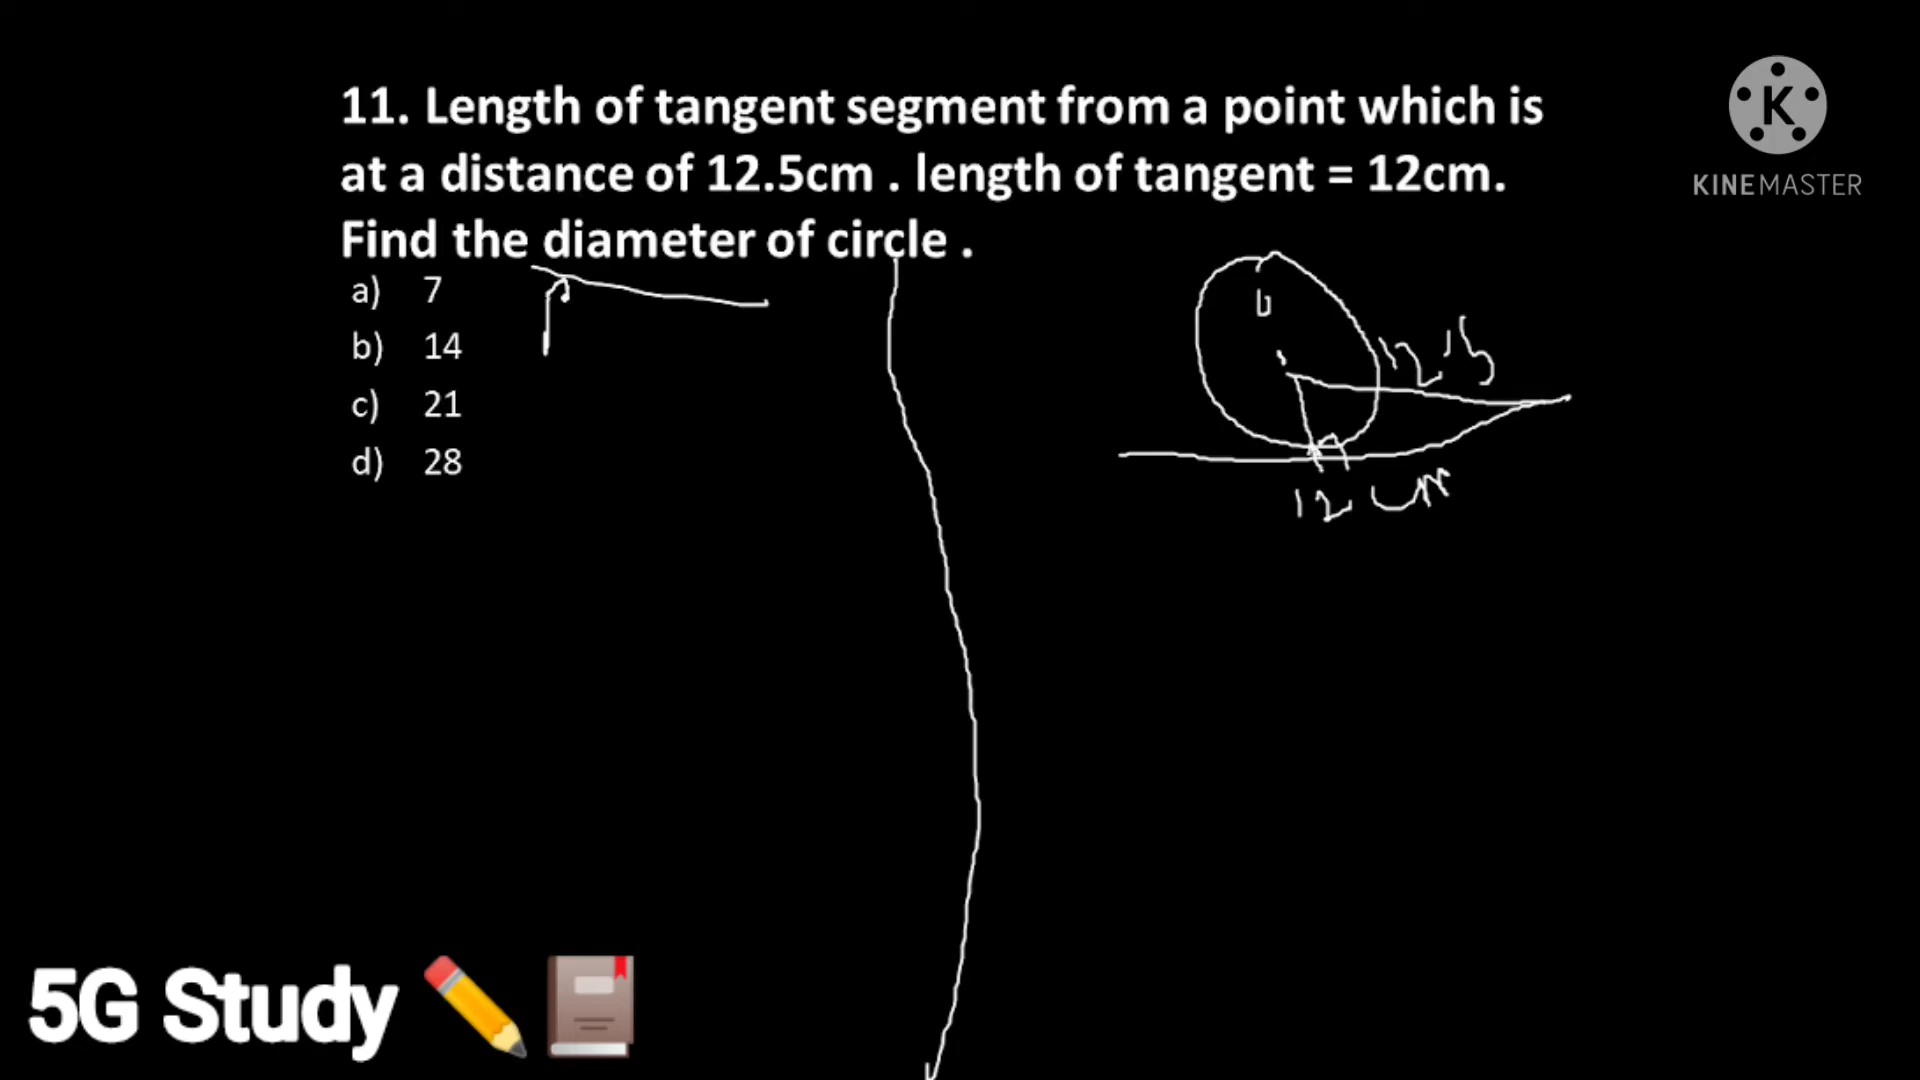 11. Length of tangent segment from a point which is
at a distance of 12.5cm . length of tangent = 12cm.
Find the diameter of circle .
a) 7
b) 14
c) 21
d) 28
12.5
12 cm
KINEMASTER
5G Study